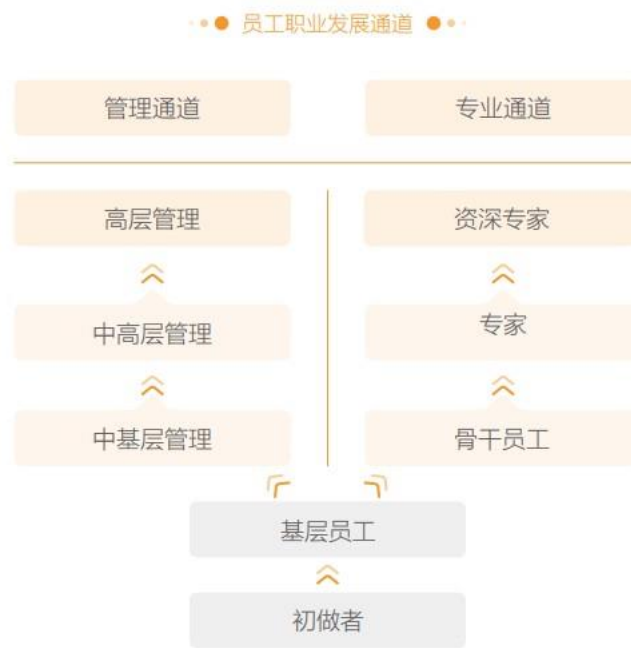 员工职业发展通道
管理通道
专业通道
高层管理
资深专家
中高层管理
专家
中基层管理
骨干员工
基层员工
初做者